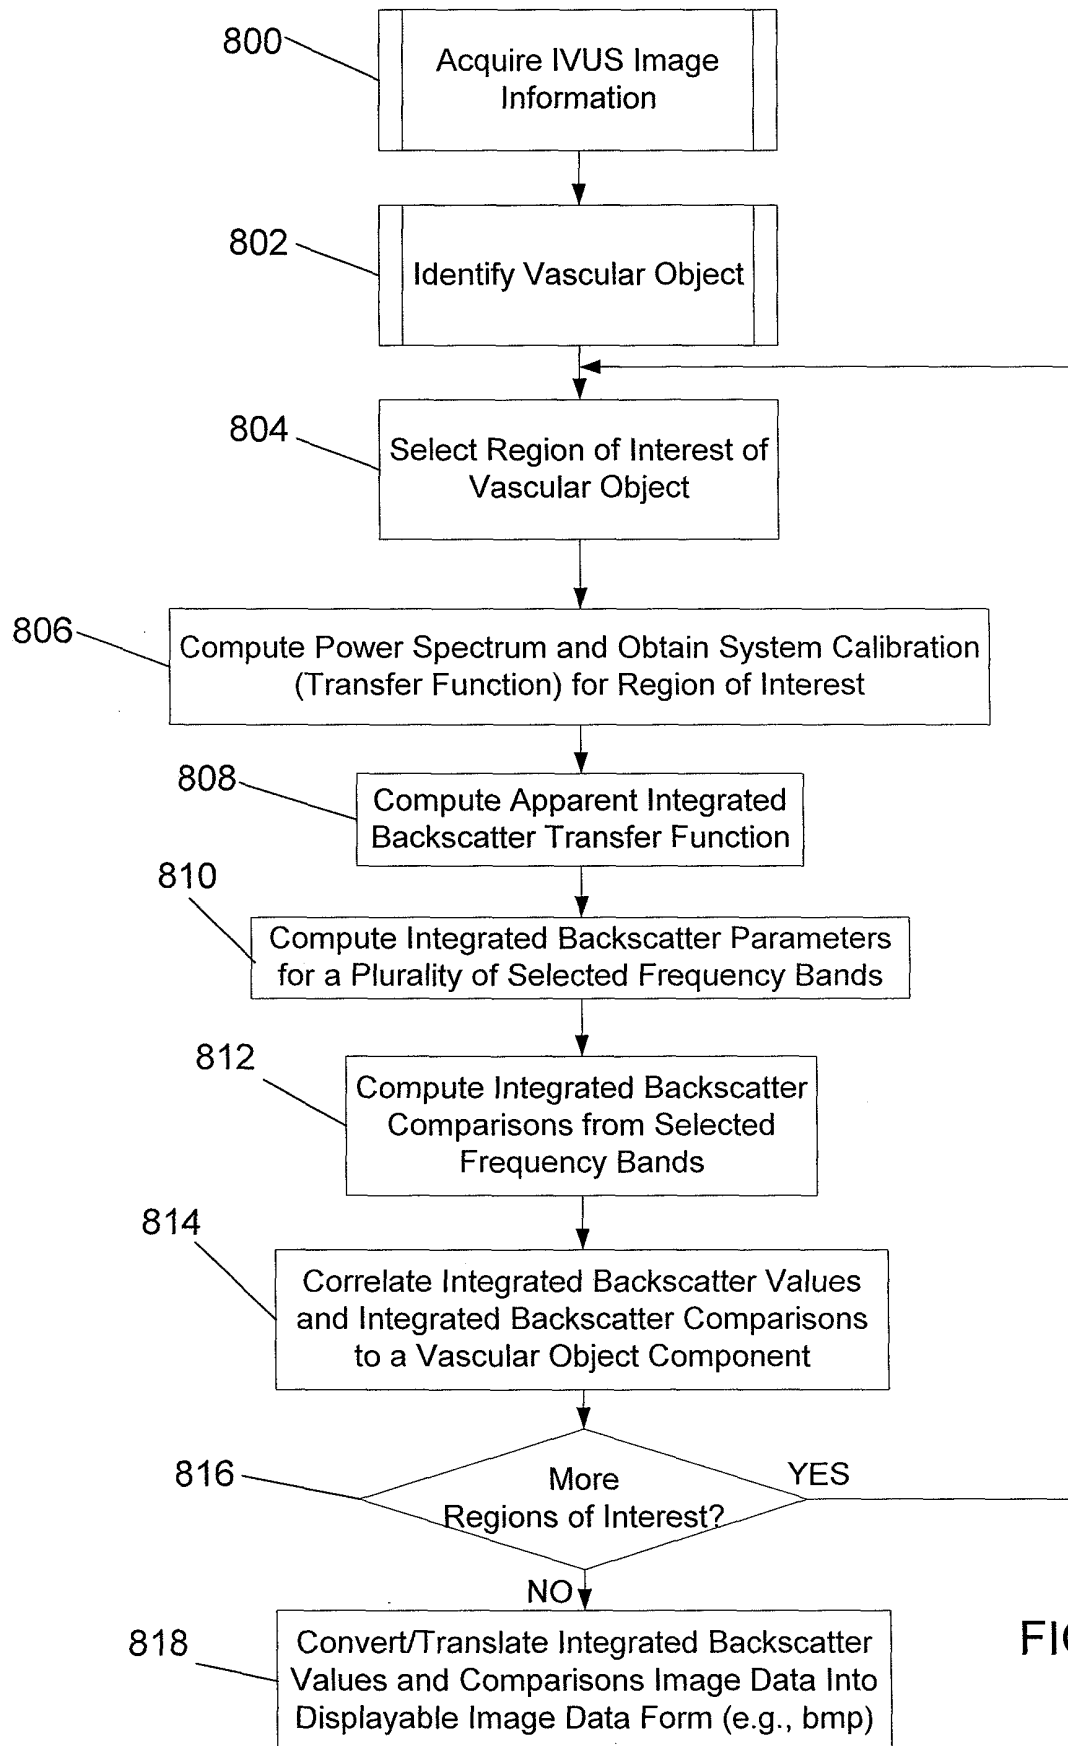 800
Acquire IVUS Image
Information
802
Identify Vascular Object
804
Select Region of Interest of
Vascular Object
806
Compute Power Spectrum and Obtain System Calibration
(Transfer Function) for Region of Interest
808
Compute Apparent Integrated
Backscatter Transfer Function
810
Compute Integrated Backscatter Parameters
for a Plurality of Selected Frequency Bands
812
Compute Integrated Backscatter
Comparisons from Selected
Frequency Bands
814
Correlate Integrated Backscatter Values
and Integrated Backscatter Comparisons
to a Vascular Object Component
816
More
Regions of Interest?
YES
NO
818
Convert/Translate Integrated Backscatter
Values and Comparisons Image Data Into
Displayable Image Data Form (e.g., bmp)